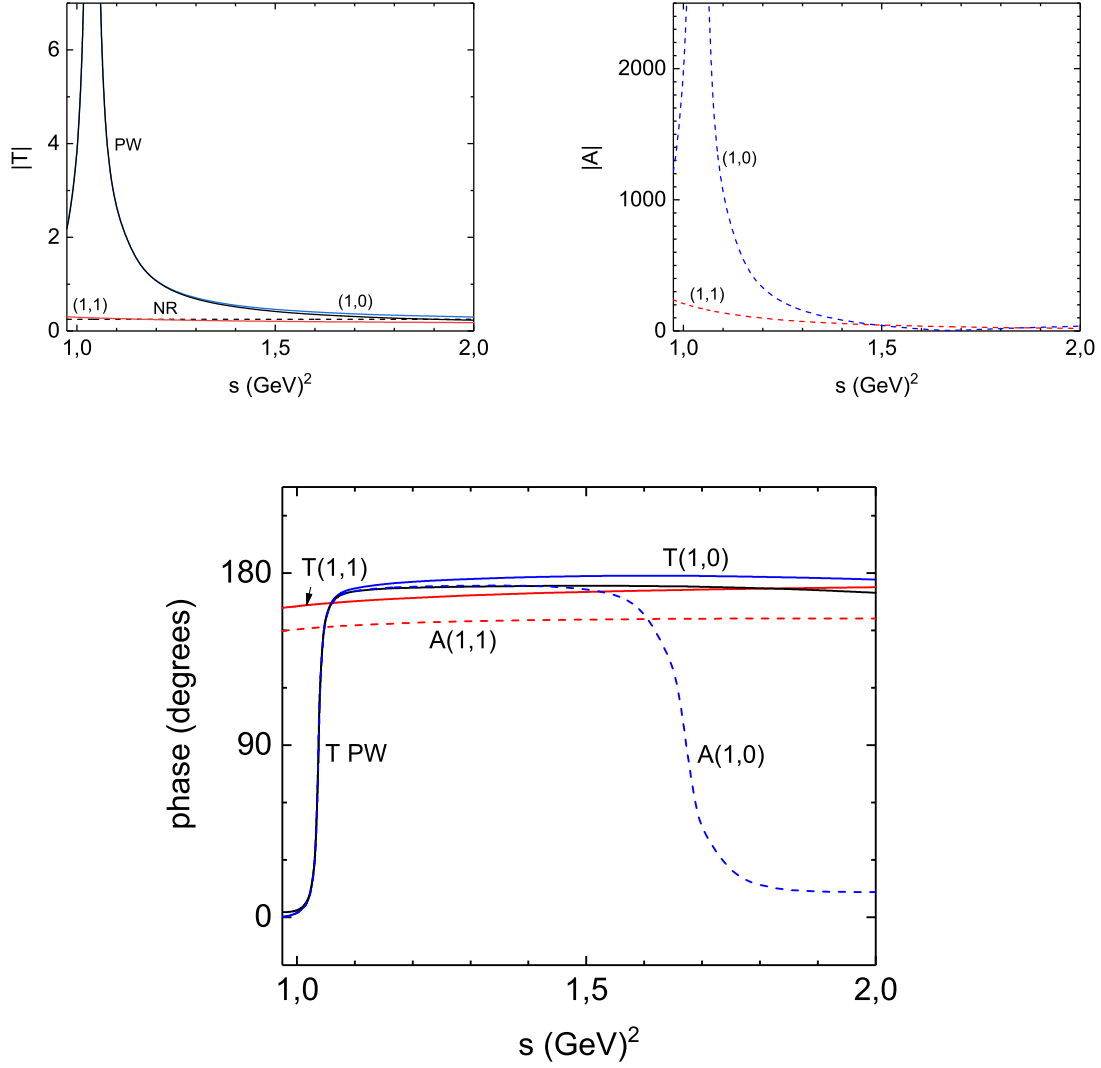 |T|
6
4
2
0
PW
(1,1)
NR
(1,0)
1,0
1,5
2,0
s (GeV)²
|A|
2000
1000
0
(1,0)
(1,1)
1,0
1,5
2,0
s (GeV)²
phase (degrees)
180
90
0
T(1,1)
T(1,0)
A(1,1)
T PW
A(1,0)
1,0
1,5
2,0
s (GeV)²